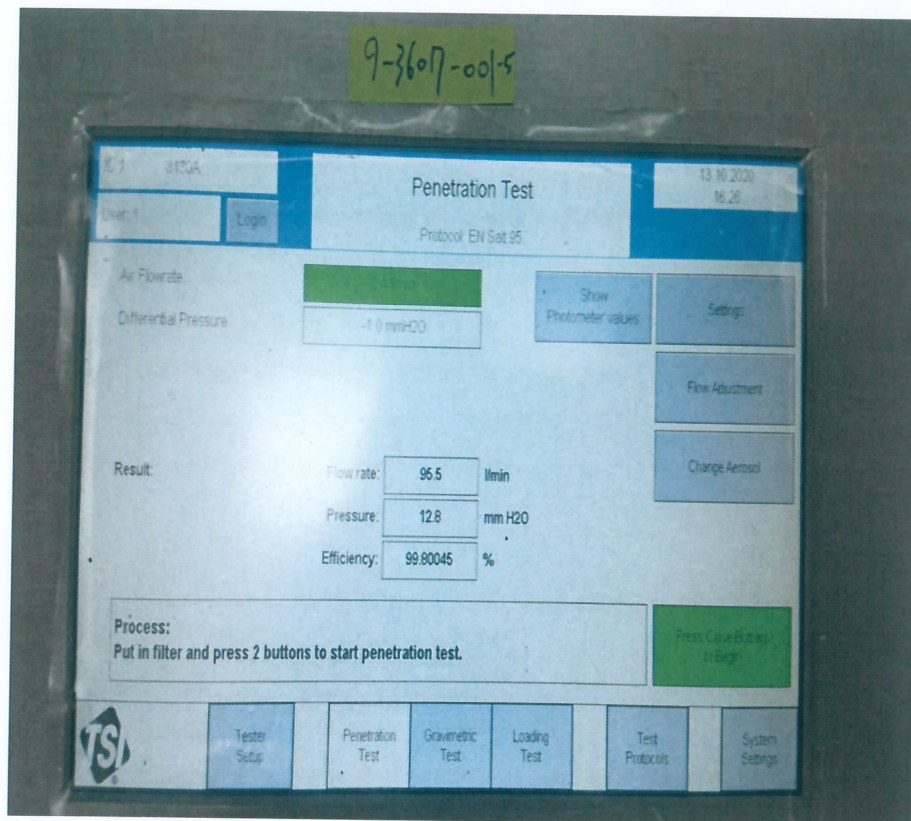 9-3607-001-5
8130A
Penetration Test
13.10.2020
16:20
User: 1
Login
Protocol: EN Salt 95
Air Flowrate:
Differential Pressure
-1.0 mmH2O
Show
Photometer values
Settings
Flow Adjustment
Change Aerosol
Result:
Flow rate:
95.5
l/min
Pressure:
12.8
mm H2O
Efficiency:
99.80045
%
Process:
Put in filter and press 2 buttons to start penetration test.
Press Close Buttons
to Begin
TSI
Tester
Setup
Penetration
Test
Gravimetric
Test
Loading
Test
Test
Protocols
System
Settings